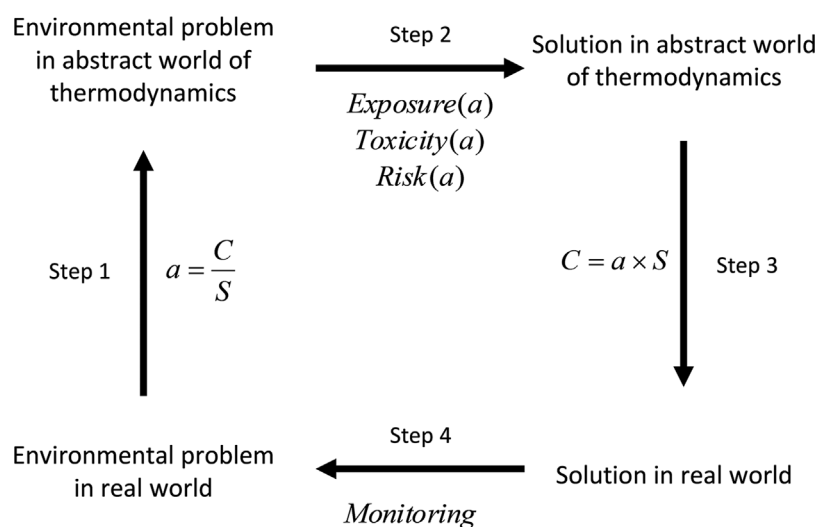 Environmental problem
in abstract world of
thermodynamics
Step 2
Exposure(a)
Toxicity(a)
Risk(a)
Solution in abstract world
of thermodynamics
Step 1
a = C/S
C = a × S
Step 3
Environmental problem
in real world
Step 4
Monitoring
Solution in real world